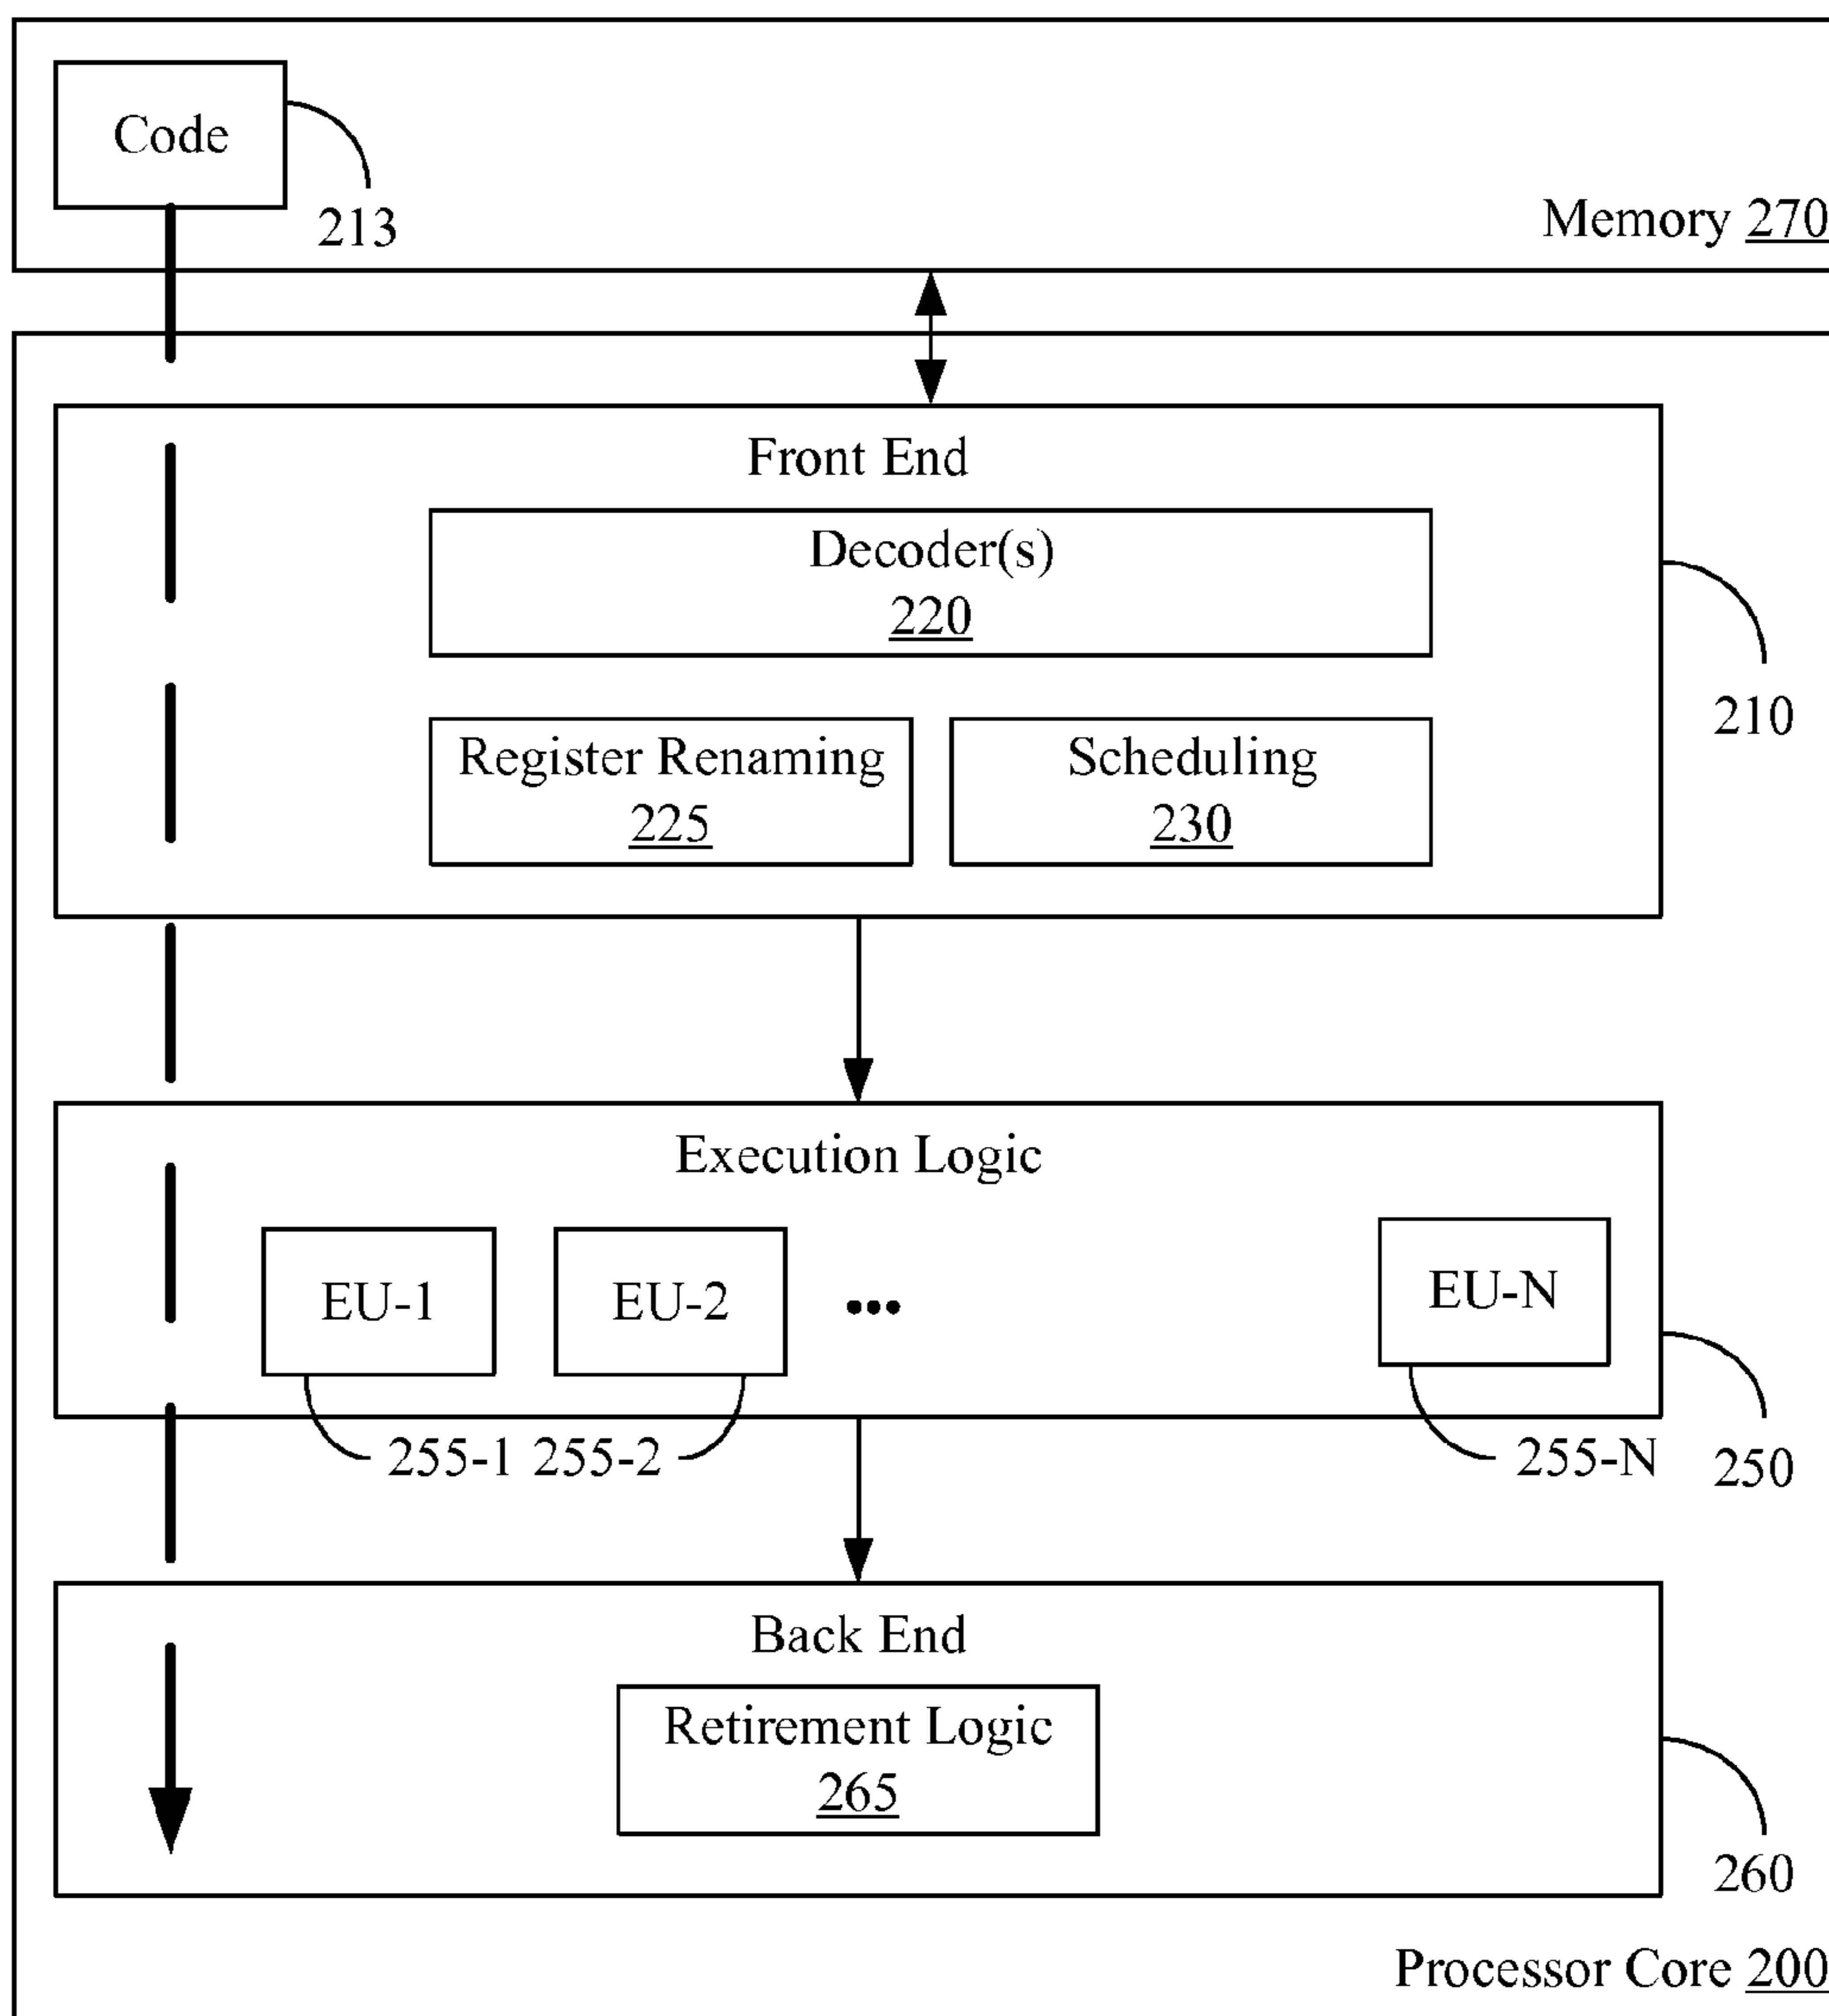 Code
213
Memory 270
Front End
Decoder(s)
220
210
Register Renaming
225
Scheduling
230
Execution Logic
EU-1
EU-2
...
EU-N
255-1
255-2
255-N
250
Back End
Retirement Logic
265
260
Processor Core 200